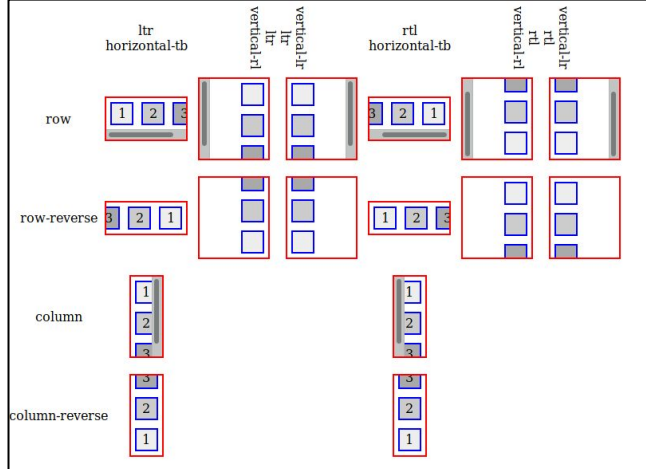 ltr
horizontal-tb
vertical-rl
ltr
ltr
vertical-lr
rtl
horizontal-tb
vertical-rl
rtl
rtl
vertical-lr
row
1 2 3
3 2 1
row-reverse
3 2 1
1 2 3
column
1
2
3
1
2
3
column-reverse
3
2
1
3
2
1